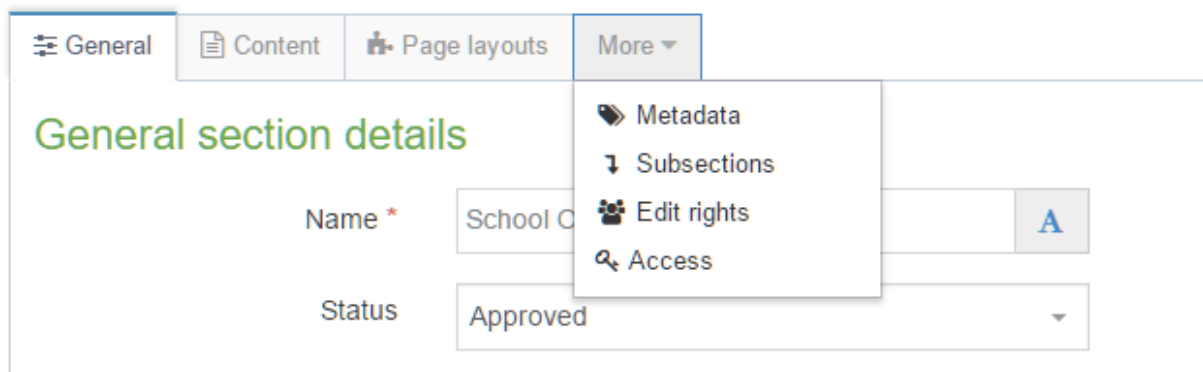 General
Content
Page layouts
More
Metadata
General section details
Subsections
Name *
School
A
Edit rights
Access
Status
Approved